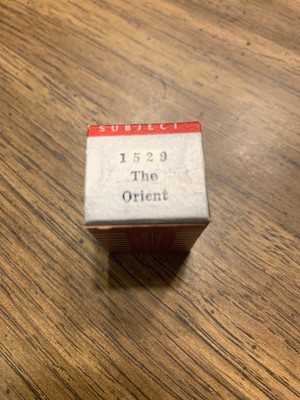 SUBJECT
1529
The
Orient